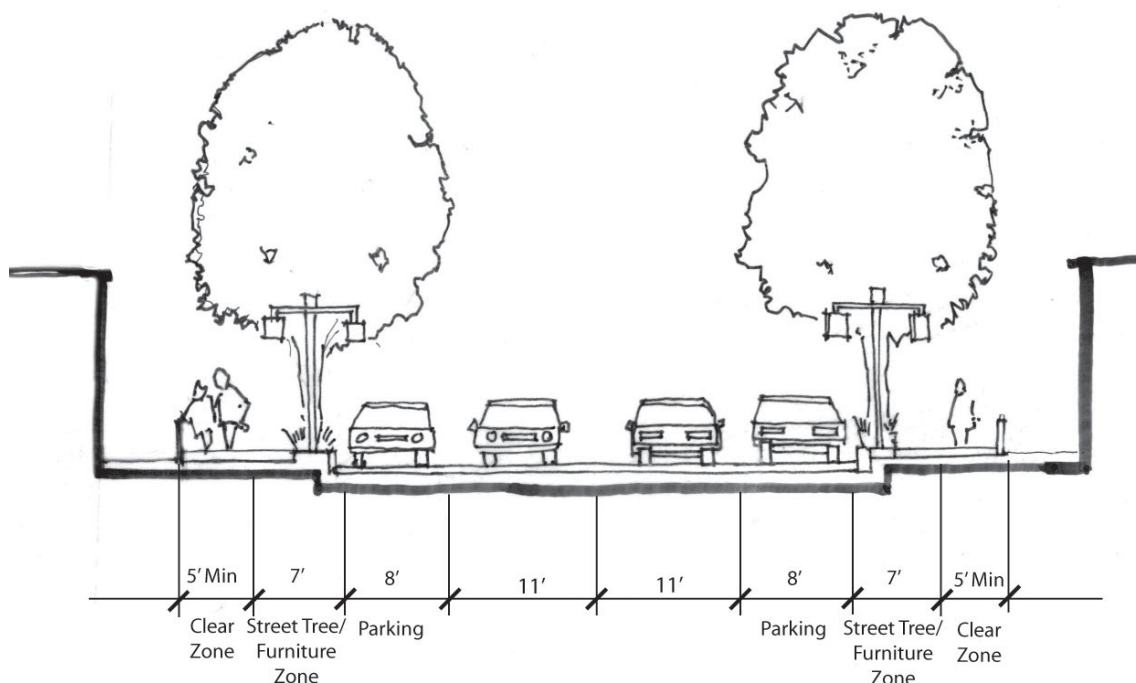 5’ Min
7’
8’
11’
11’
8’
7’
5’ Min
Clear
Zone
Street Tree/
Furniture
Zone
Parking
Parking
Street Tree/
Furniture
Zone
Clear
Zone